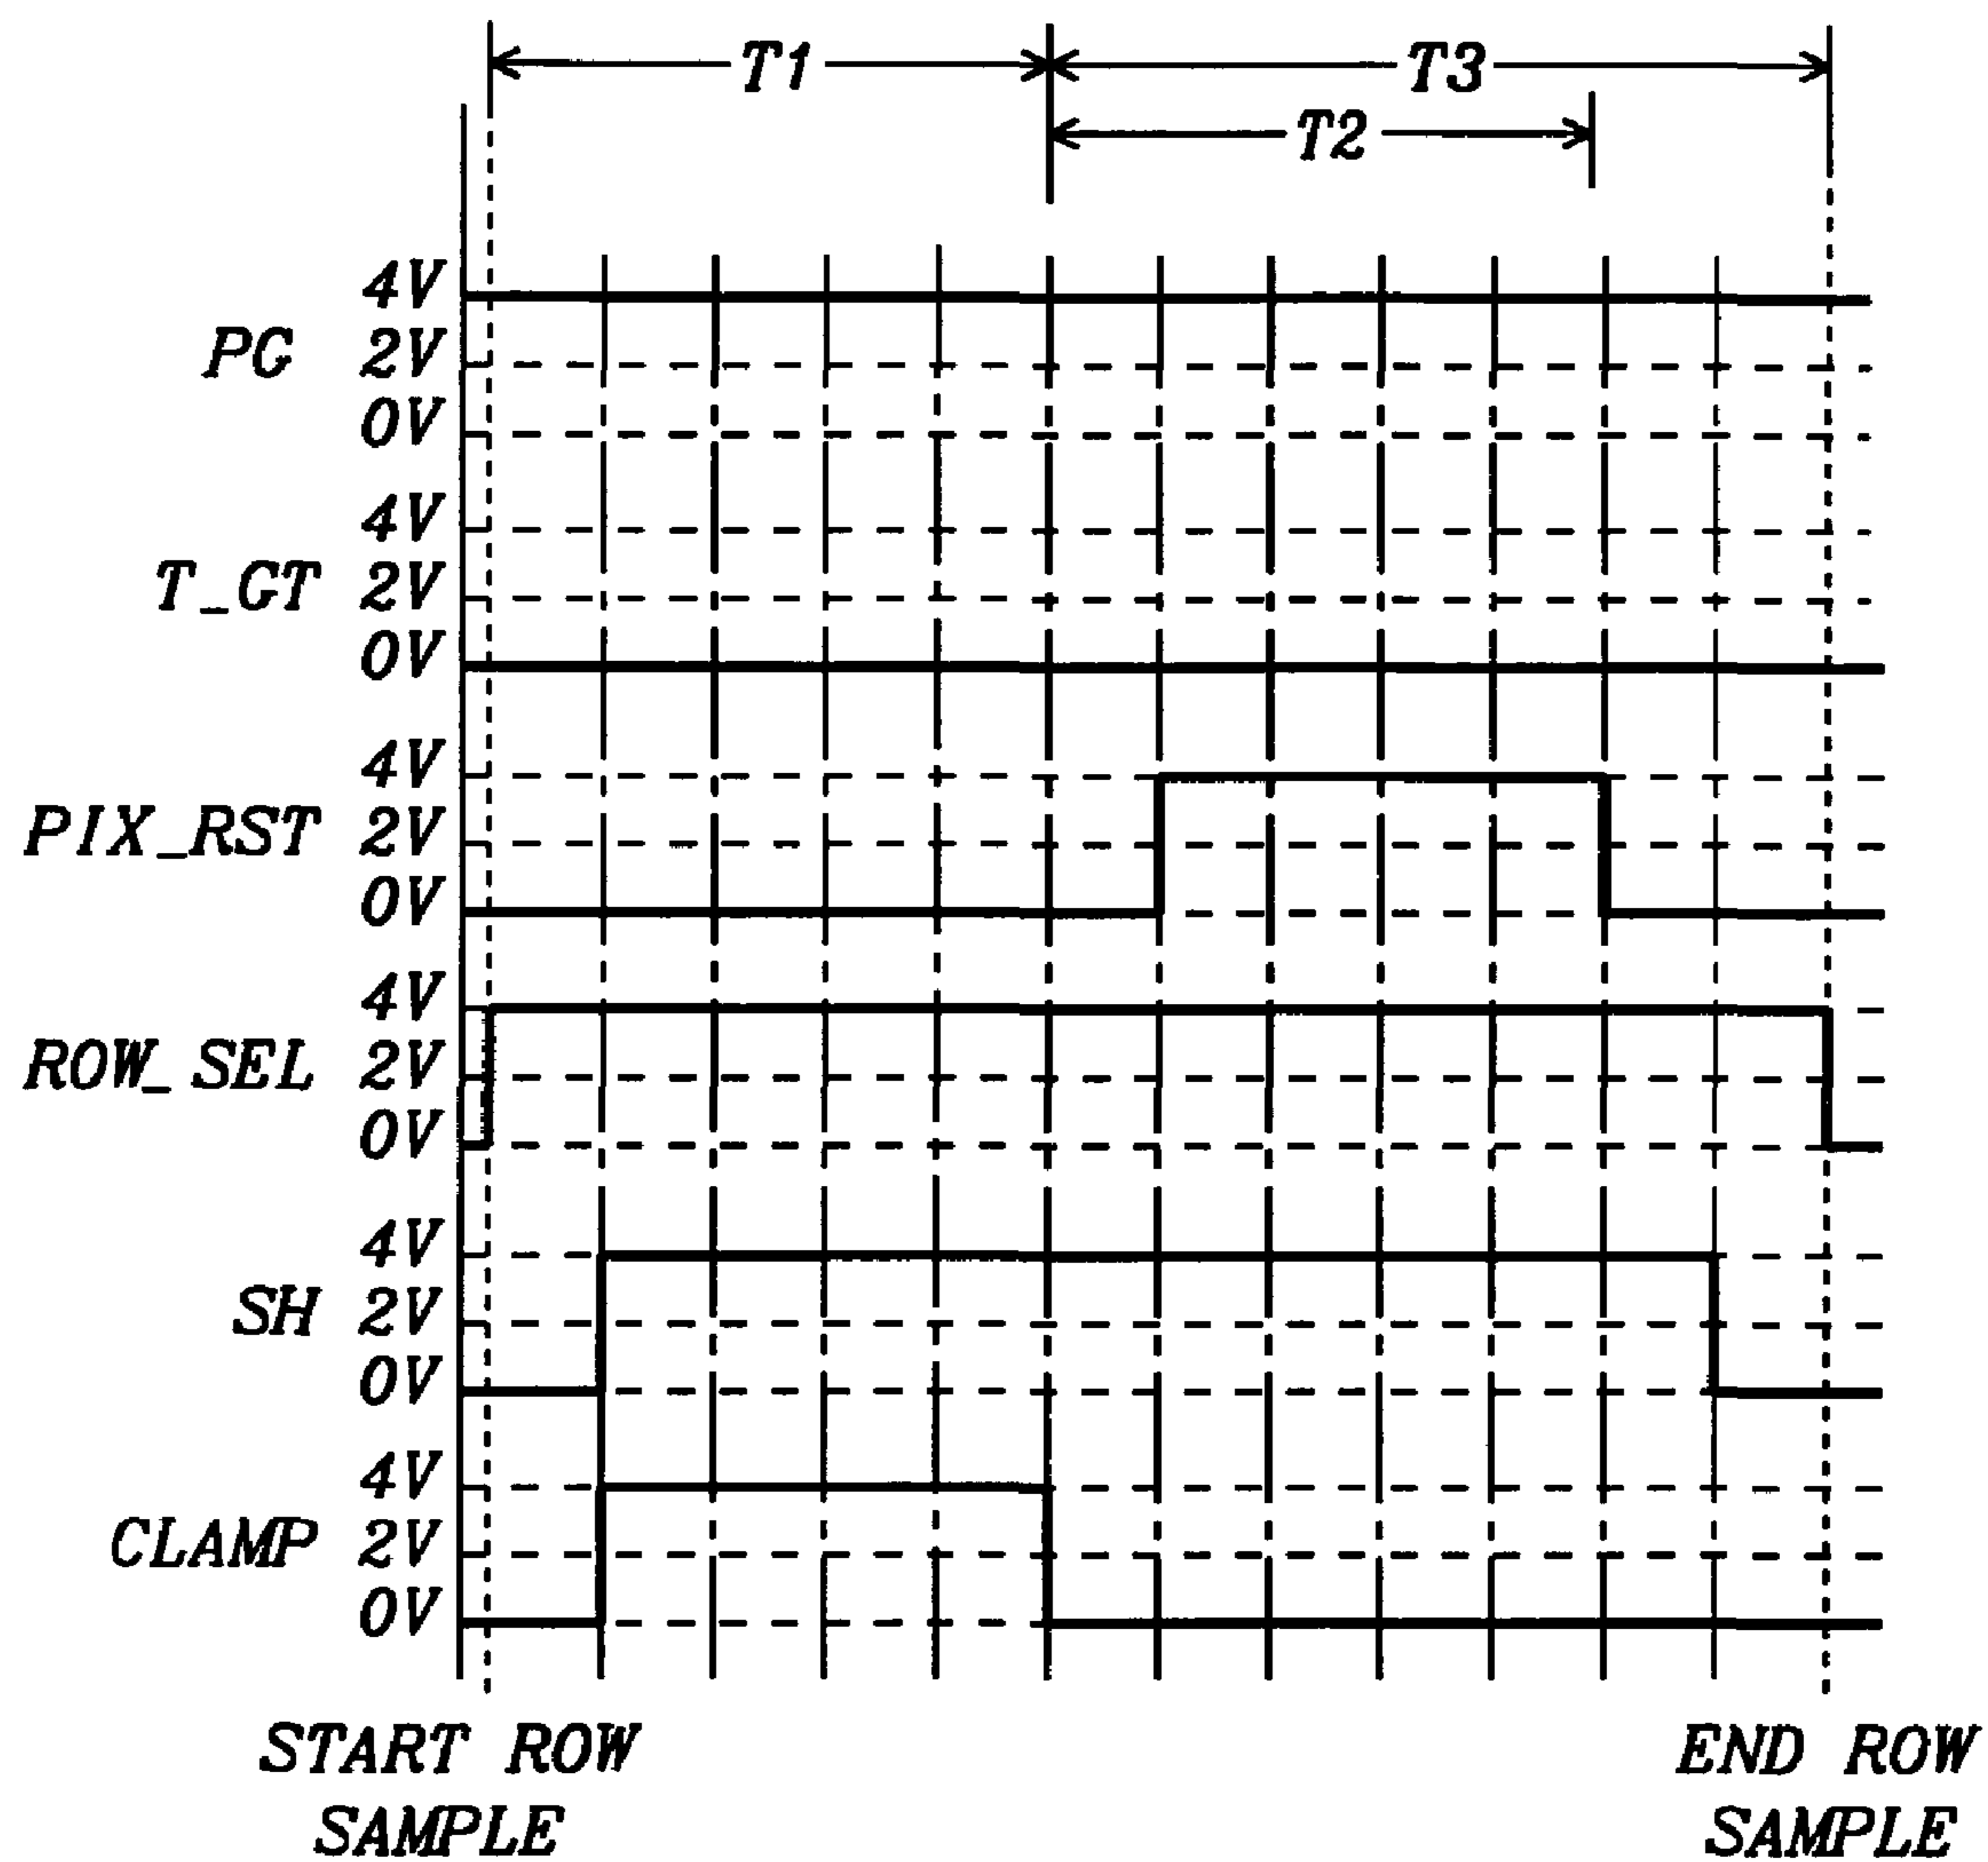 T1
T3
T2
4V
PG 2V
0V
4V
T_GT 2V
0V
4V
PIX_RST 2V
0V
4V
ROW_SEL 2V
0V
4V
SH 2V
0V
4V
CLAMP 2V
0V
START ROW
SAMPLE
END ROW
SAMPLE